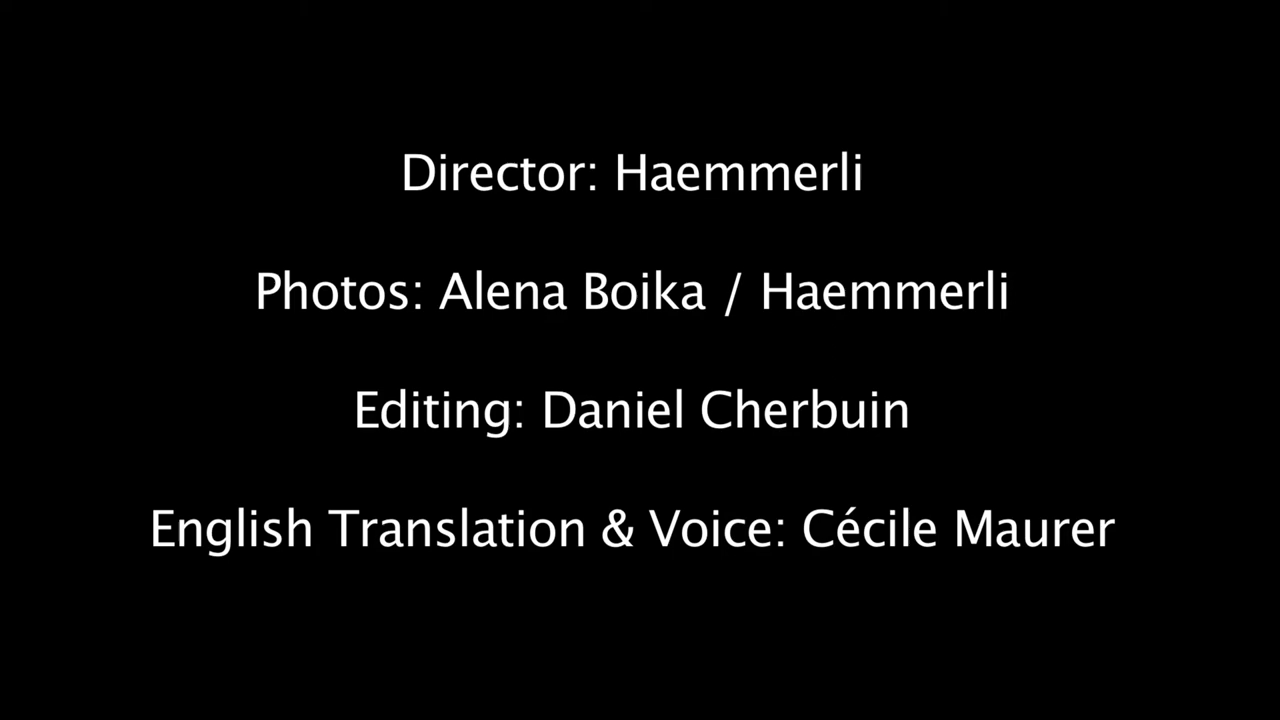 Director: Haemmerli
Photos: Alena Boika / Haemmerli
Editing: Daniel Cherbuin
English Translation & Voice: Cécile Maurer